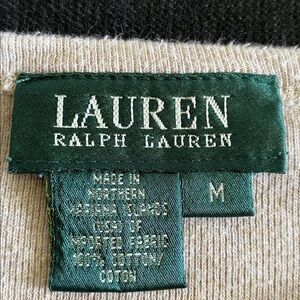 LAUREN
RALPH LAUREN
MADE IN
NORTHERN
MARIANA ISLANDS
(USA) OF
IMPORTED FABRIC
100% COTTON/
COTON
M